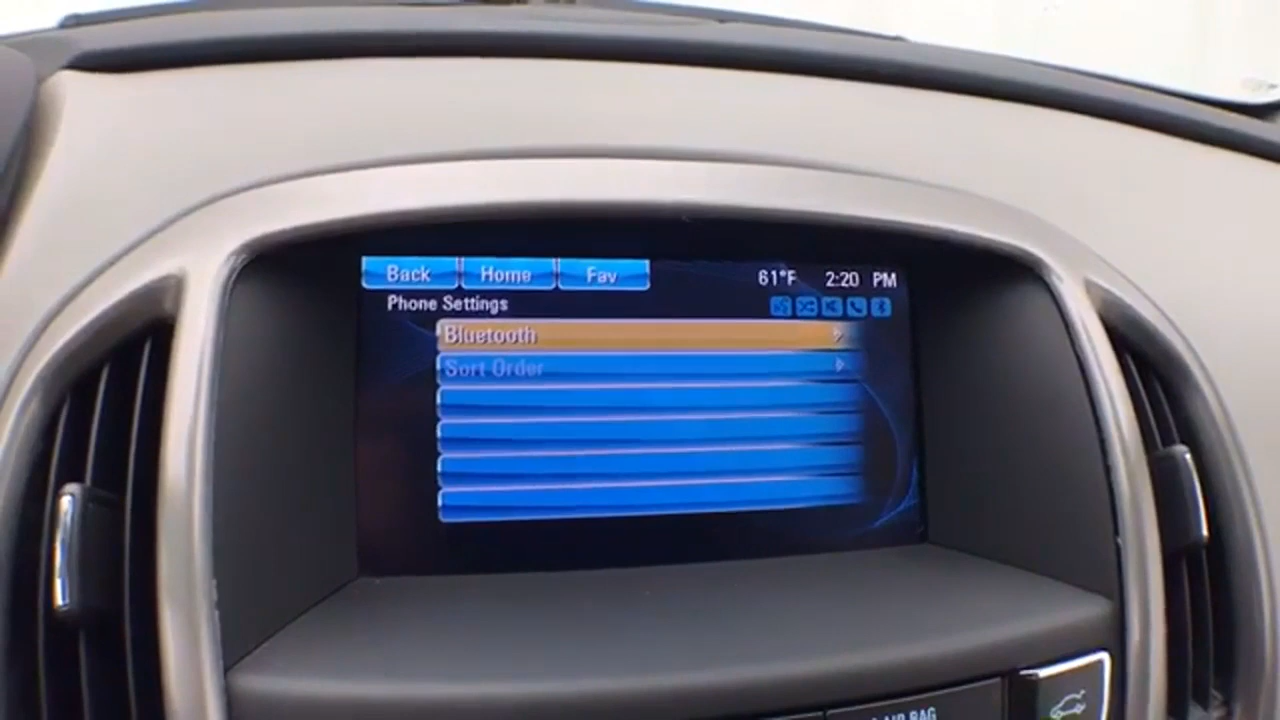 Back Home Fav 61°F 2:20 PM
Phone Settings
Bluetooth
Sort Order
AIR BAG